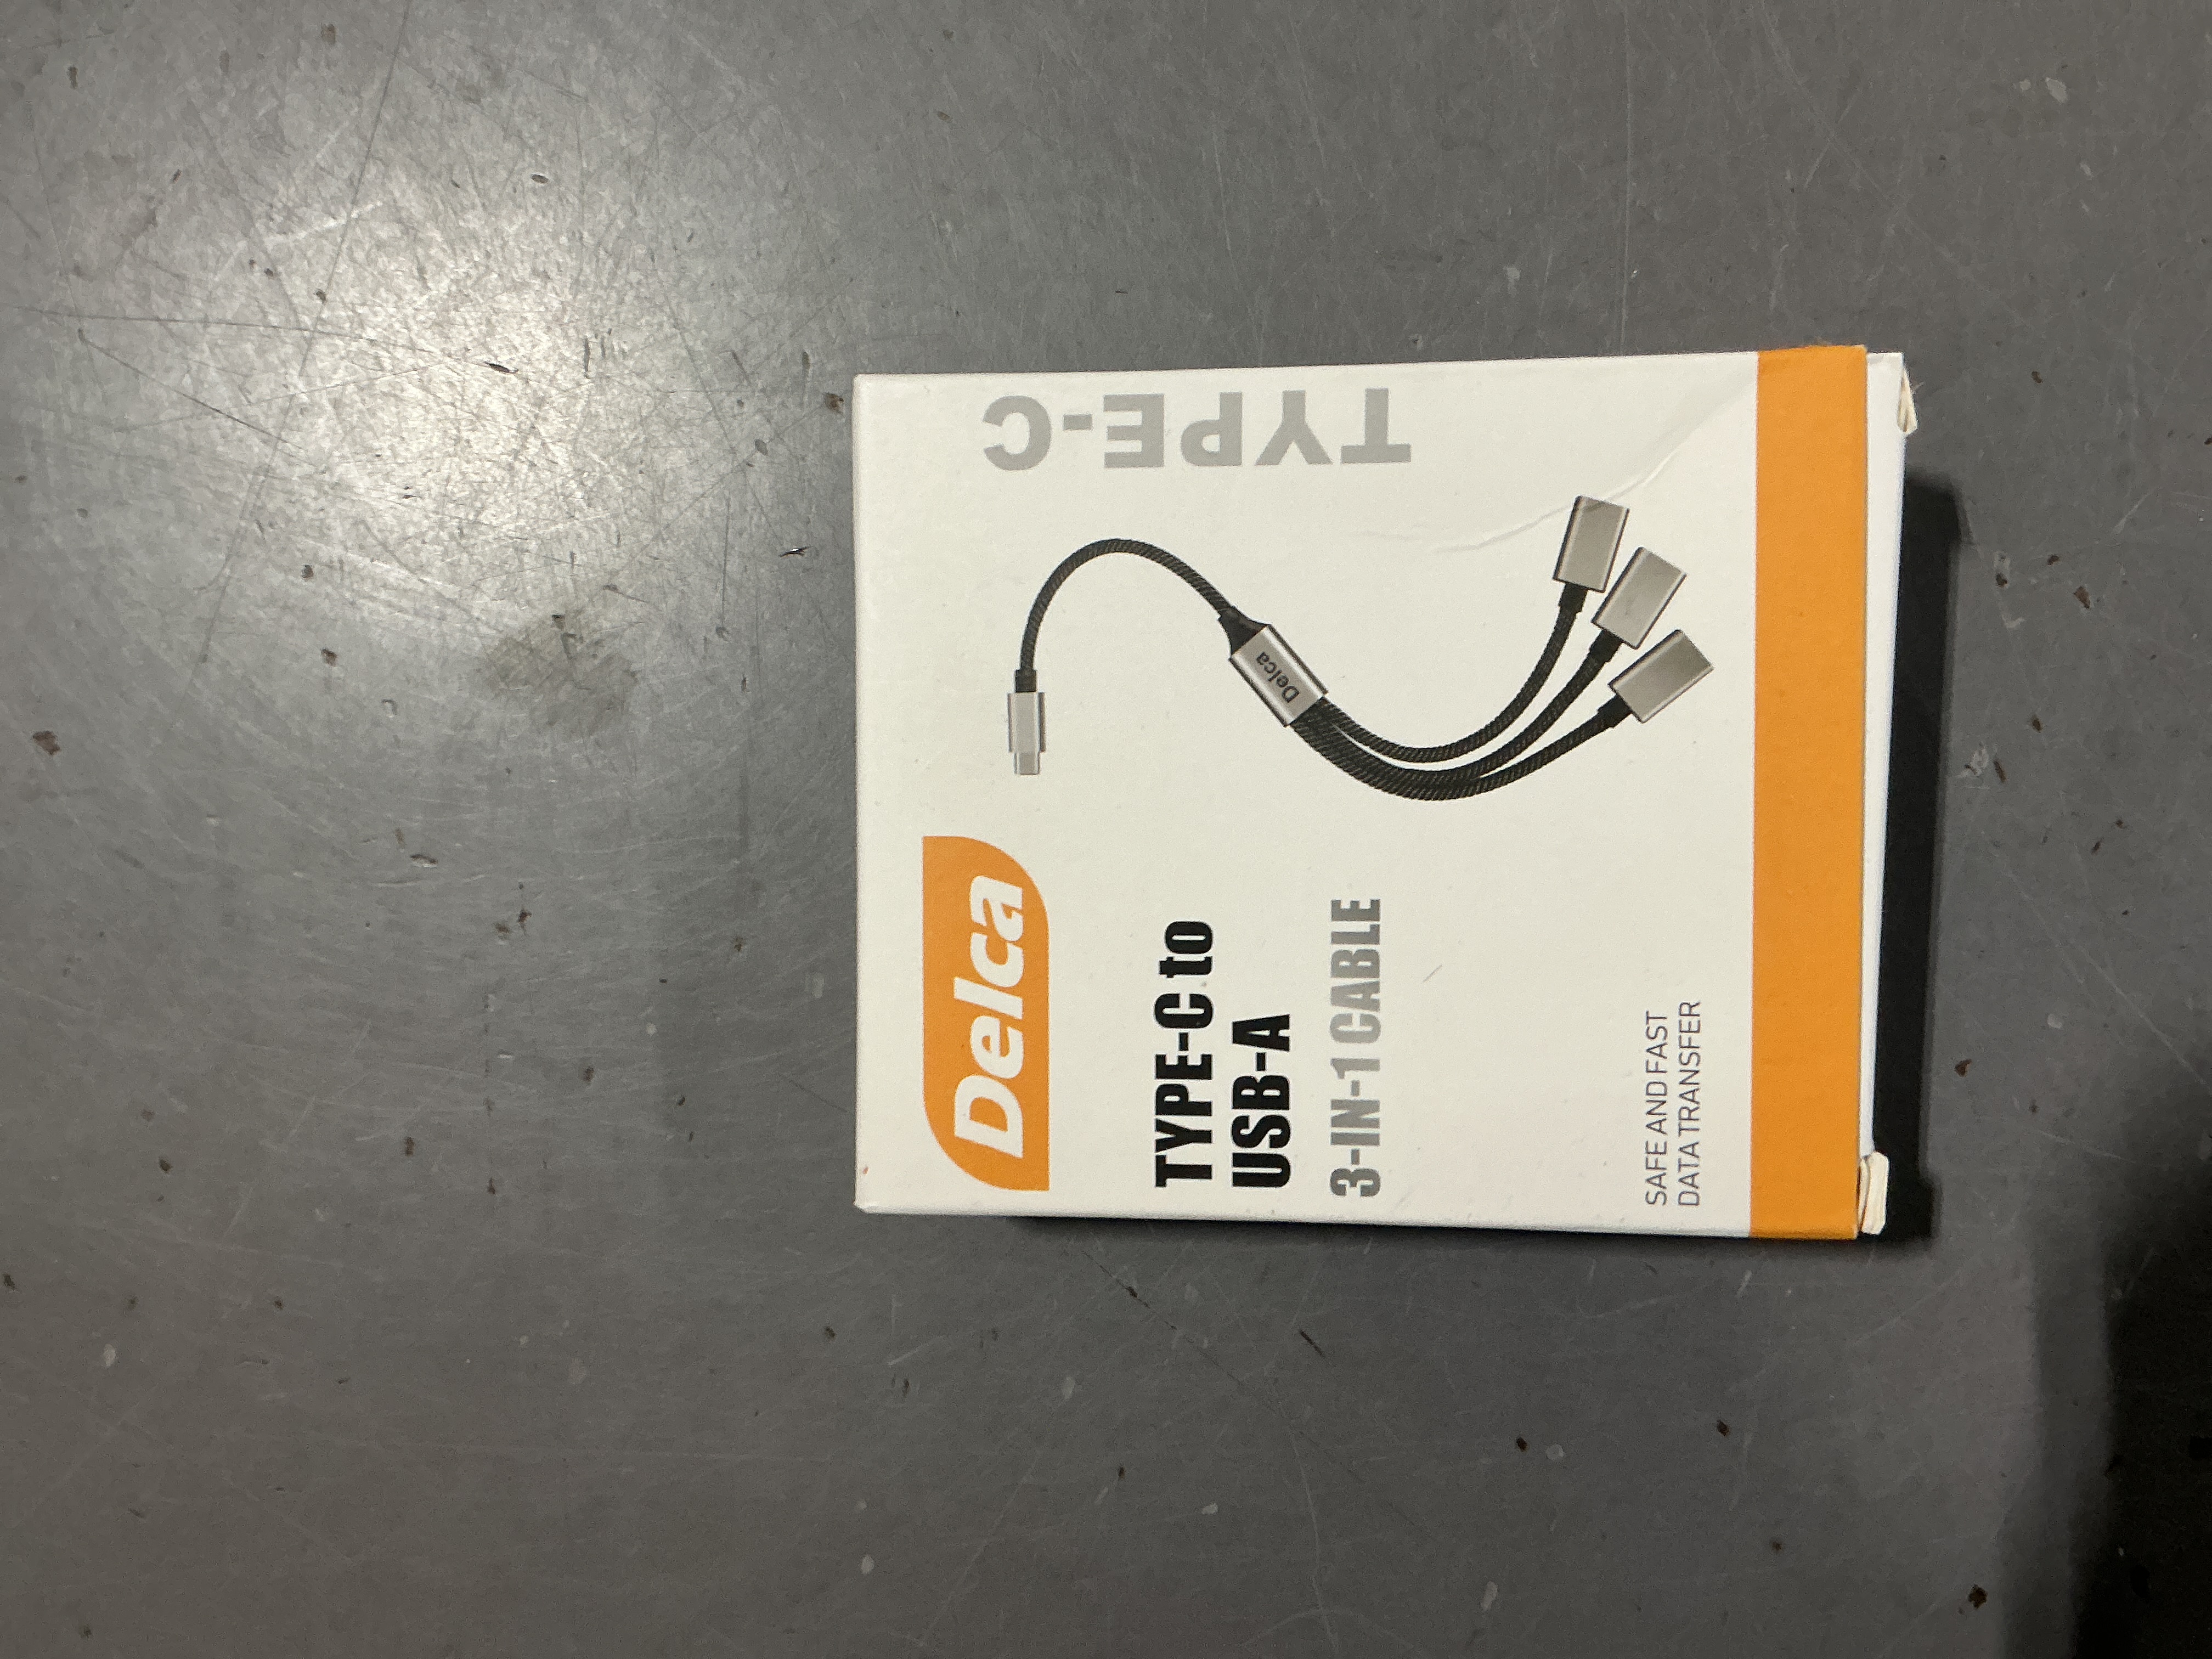 Delca
TYPE-C to
USB-A
3-IN-1 CABLE
SAFE AND FAST
DATA TRANSFER
Delca
TYPE-C